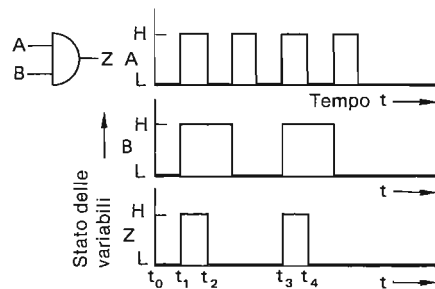 A
B
Z
H
A
L
Tempo t
H
B
L
t
Stato delle
variabili
H
Z
L
t₀ t₁ t₂ t₃ t₄ t